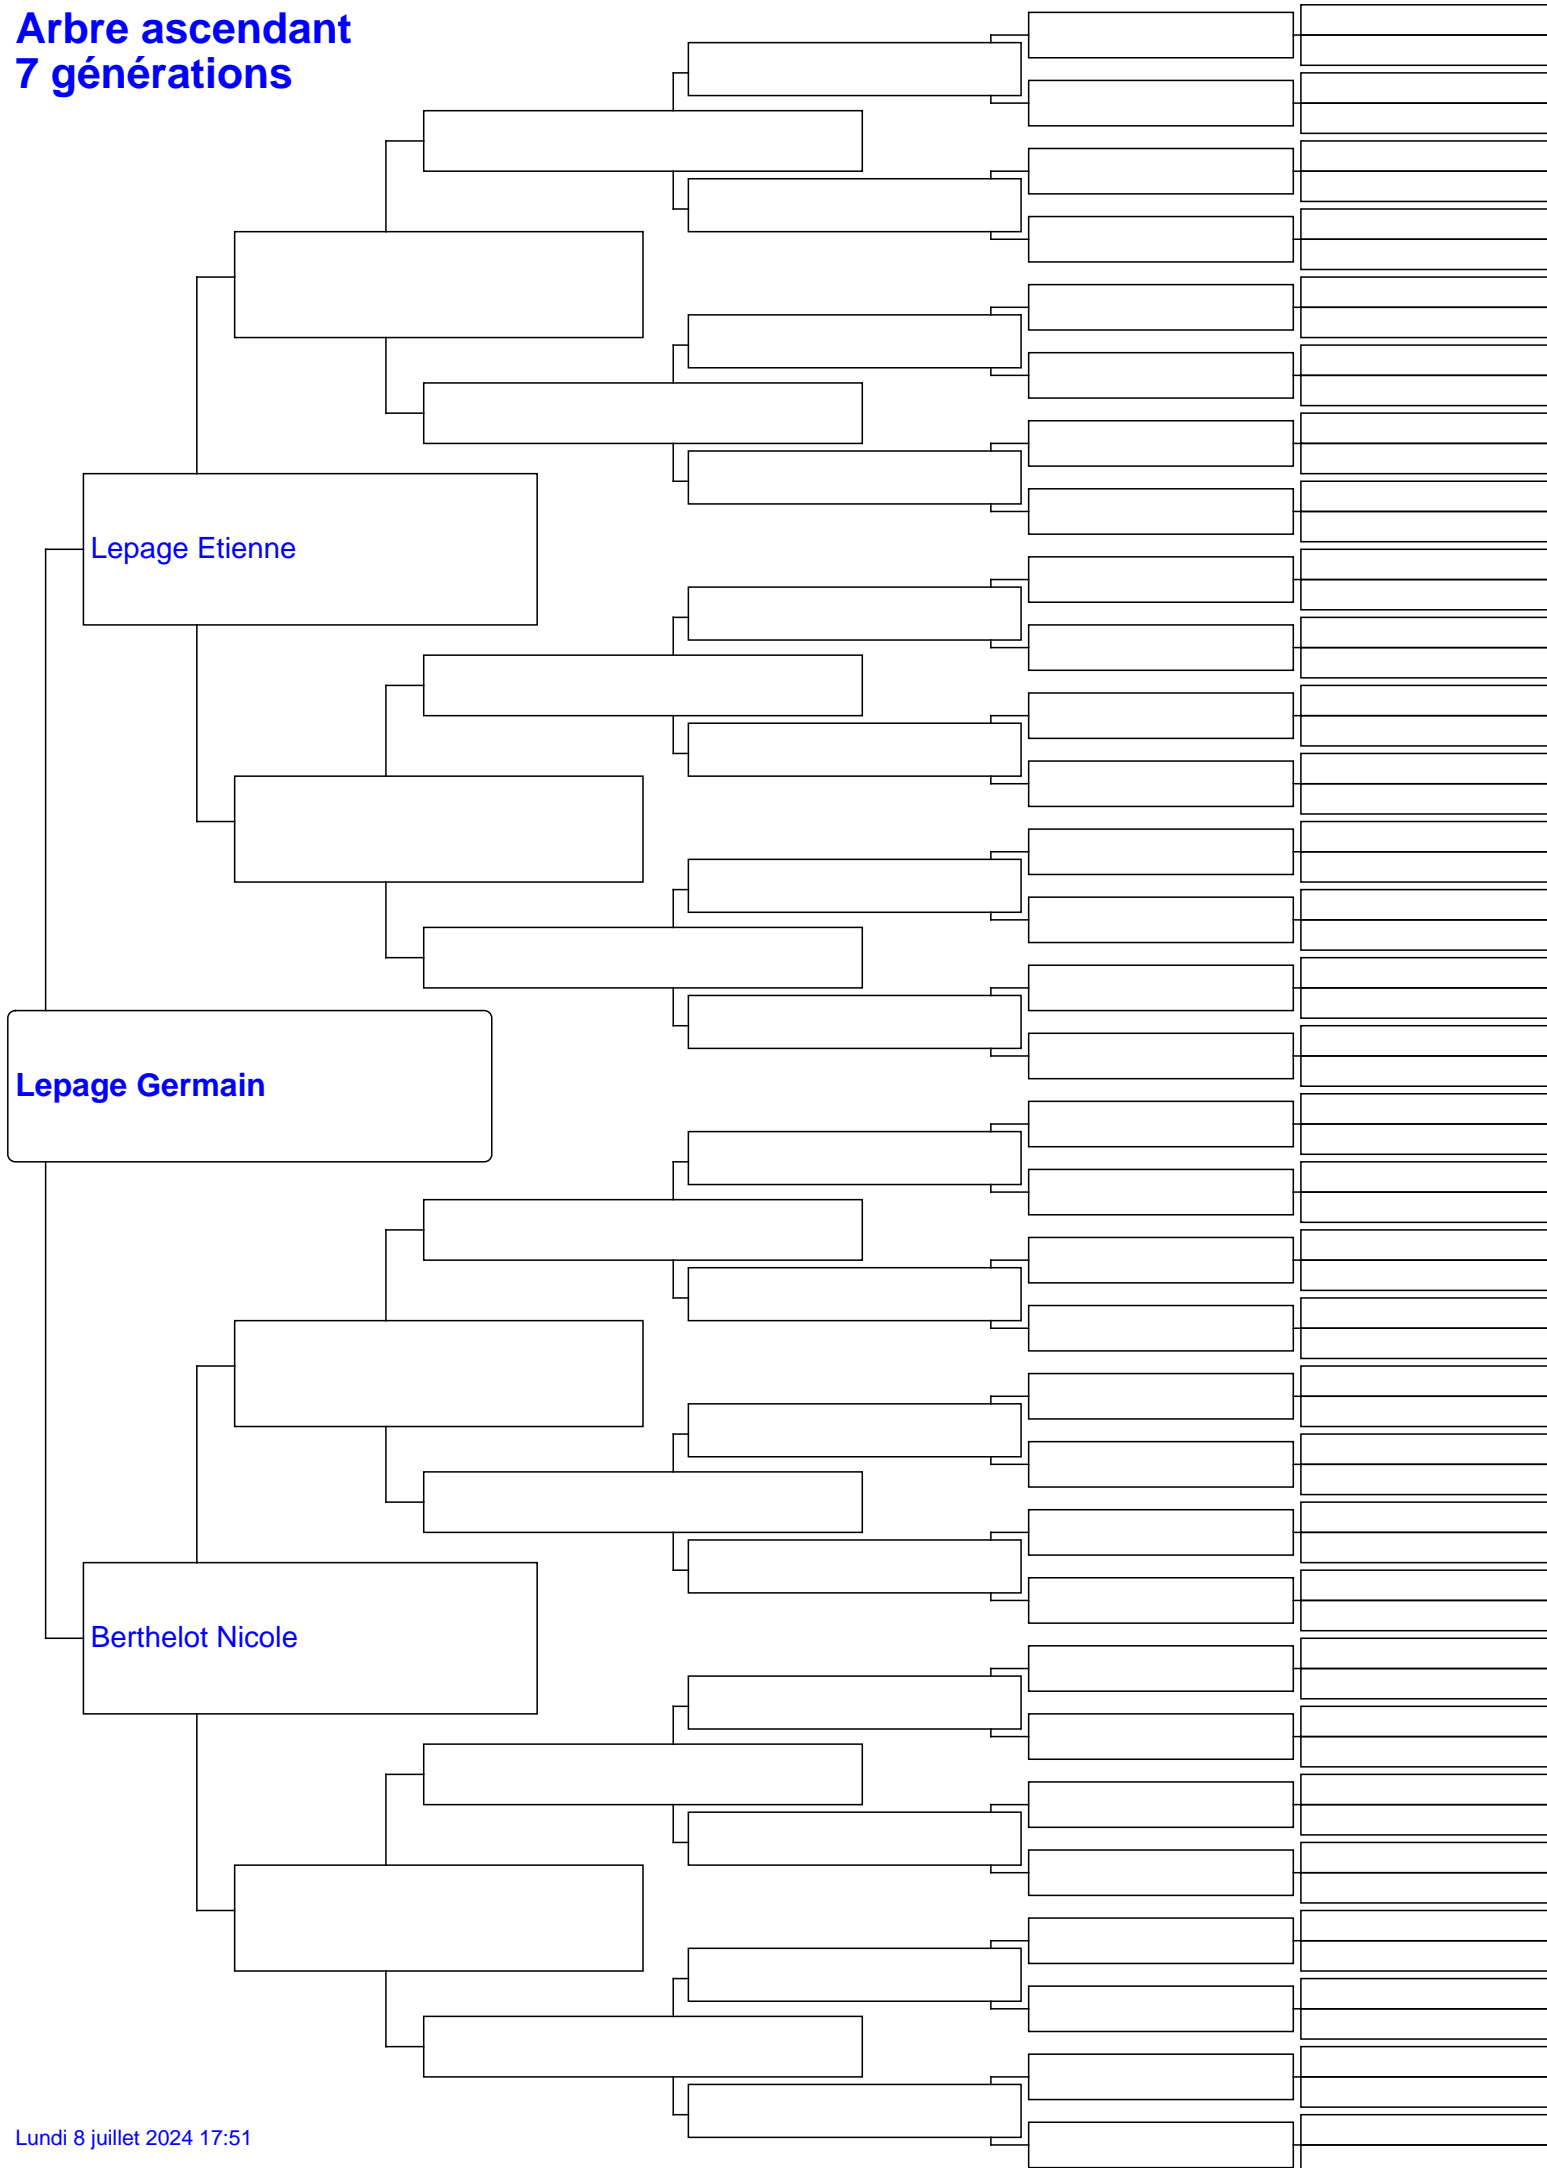 Arbre ascendant
7 générations
Lepage Etienne
Lepage Germain
Berthelot Nicole
Lundi 8 juillet 2024 17:51